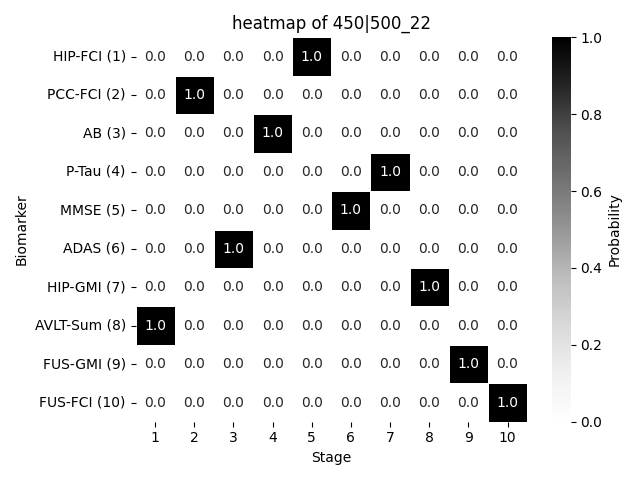 heatmap of 450|500_22
HIP-FCI (1) 0.0 0.0 0.0 0.0 1.0 0.0 0.0 0.0 0.0 0.0
PCC-FCI (2) 0.0 1.0 0.0 0.0 0.0 0.0 0.0 0.0 0.0 0.0
AB (3) 0.0 0.0 0.0 1.0 0.0 0.0 0.0 0.0 0.0 0.0
P-Tau (4) 0.0 0.0 0.0 0.0 0.0 0.0 1.0 0.0 0.0 0.0
MMSE (5) 0.0 0.0 0.0 0.0 0.0 1.0 0.0 0.0 0.0 0.0
ADAS (6) 0.0 0.0 1.0 0.0 0.0 0.0 0.0 0.0 0.0 0.0
HIP-GMI (7) 0.0 0.0 0.0 0.0 0.0 0.0 0.0 1.0 0.0 0.0
AVLT-Sum (8) 1.0 0.0 0.0 0.0 0.0 0.0 0.0 0.0 0.0 0.0
FUS-GMI (9) 0.0 0.0 0.0 0.0 0.0 0.0 0.0 0.0 1.0 0.0
FUS-FCI (10) 0.0 0.0 0.0 0.0 0.0 0.0 0.0 0.0 0.0 1.0
1 2 3 4 5 6 7 8 9 10
Stage
Biomarker
1.0
0.8
0.6
0.4
0.2
0.0
Probability